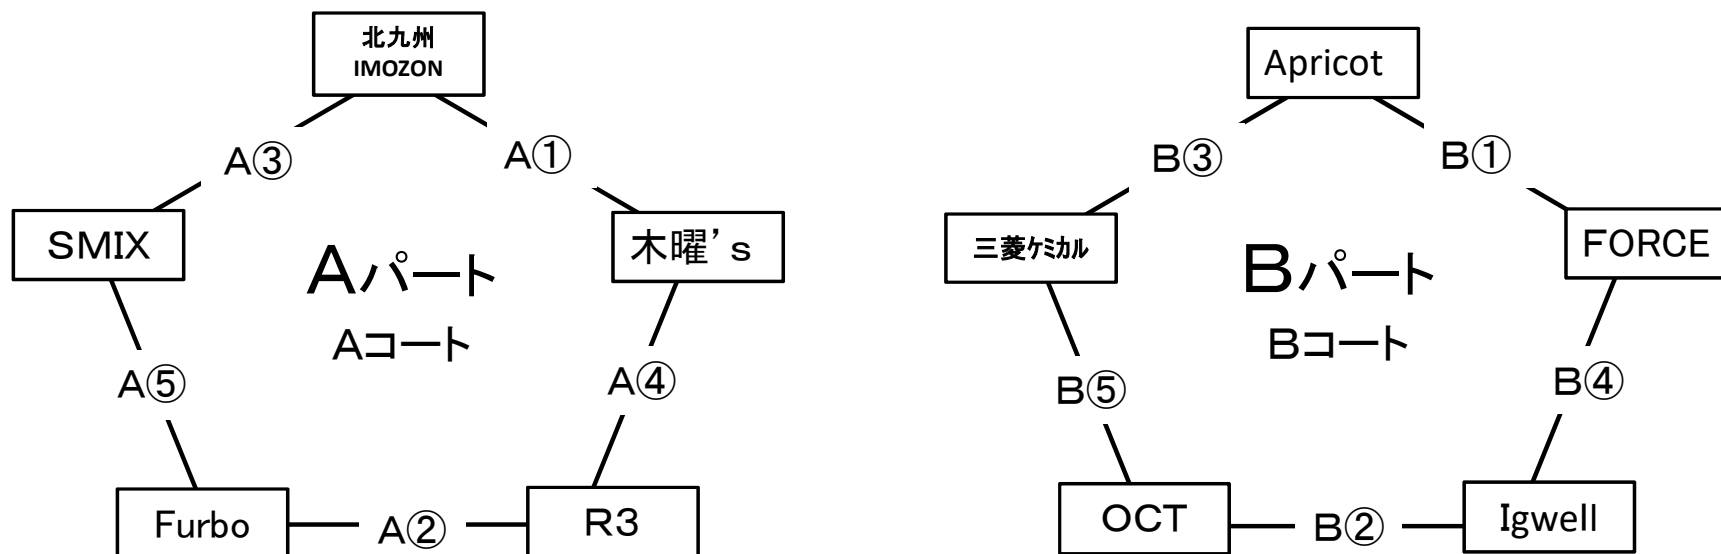 北九州
IMOZON
A③
A①
SMIX
木曜’s
Aパート
Aコート
A⑤
A④
Furbo
A②
R3
Apricot
B③
B①
三菱ｹﾐｶﾙ
FORCE
Bパート
Bコート
B⑤
B④
OCT
B②
Igwell